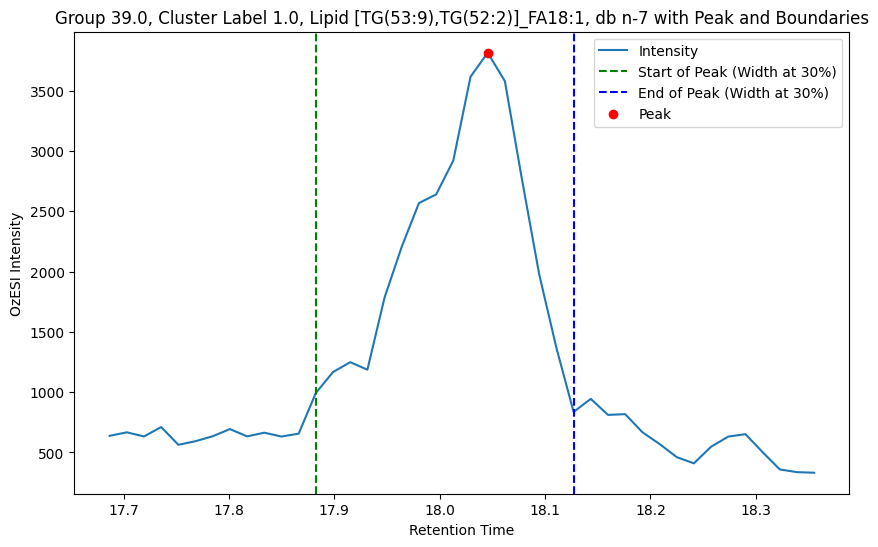 Group 39.0, Cluster Label 1.0, Lipid [TG(53:9),TG(52:2)]_FA18:1, db n-7 with Peak and Boundaries
Intensity
Start of Peak (Width at 30%)
End of Peak (Width at 30%)
Peak
OzESI Intensity
3500
3000
2500
2000
1500
1000
500
17.7 17.8 17.9 18.0 18.1 18.2 18.3
Retention Time